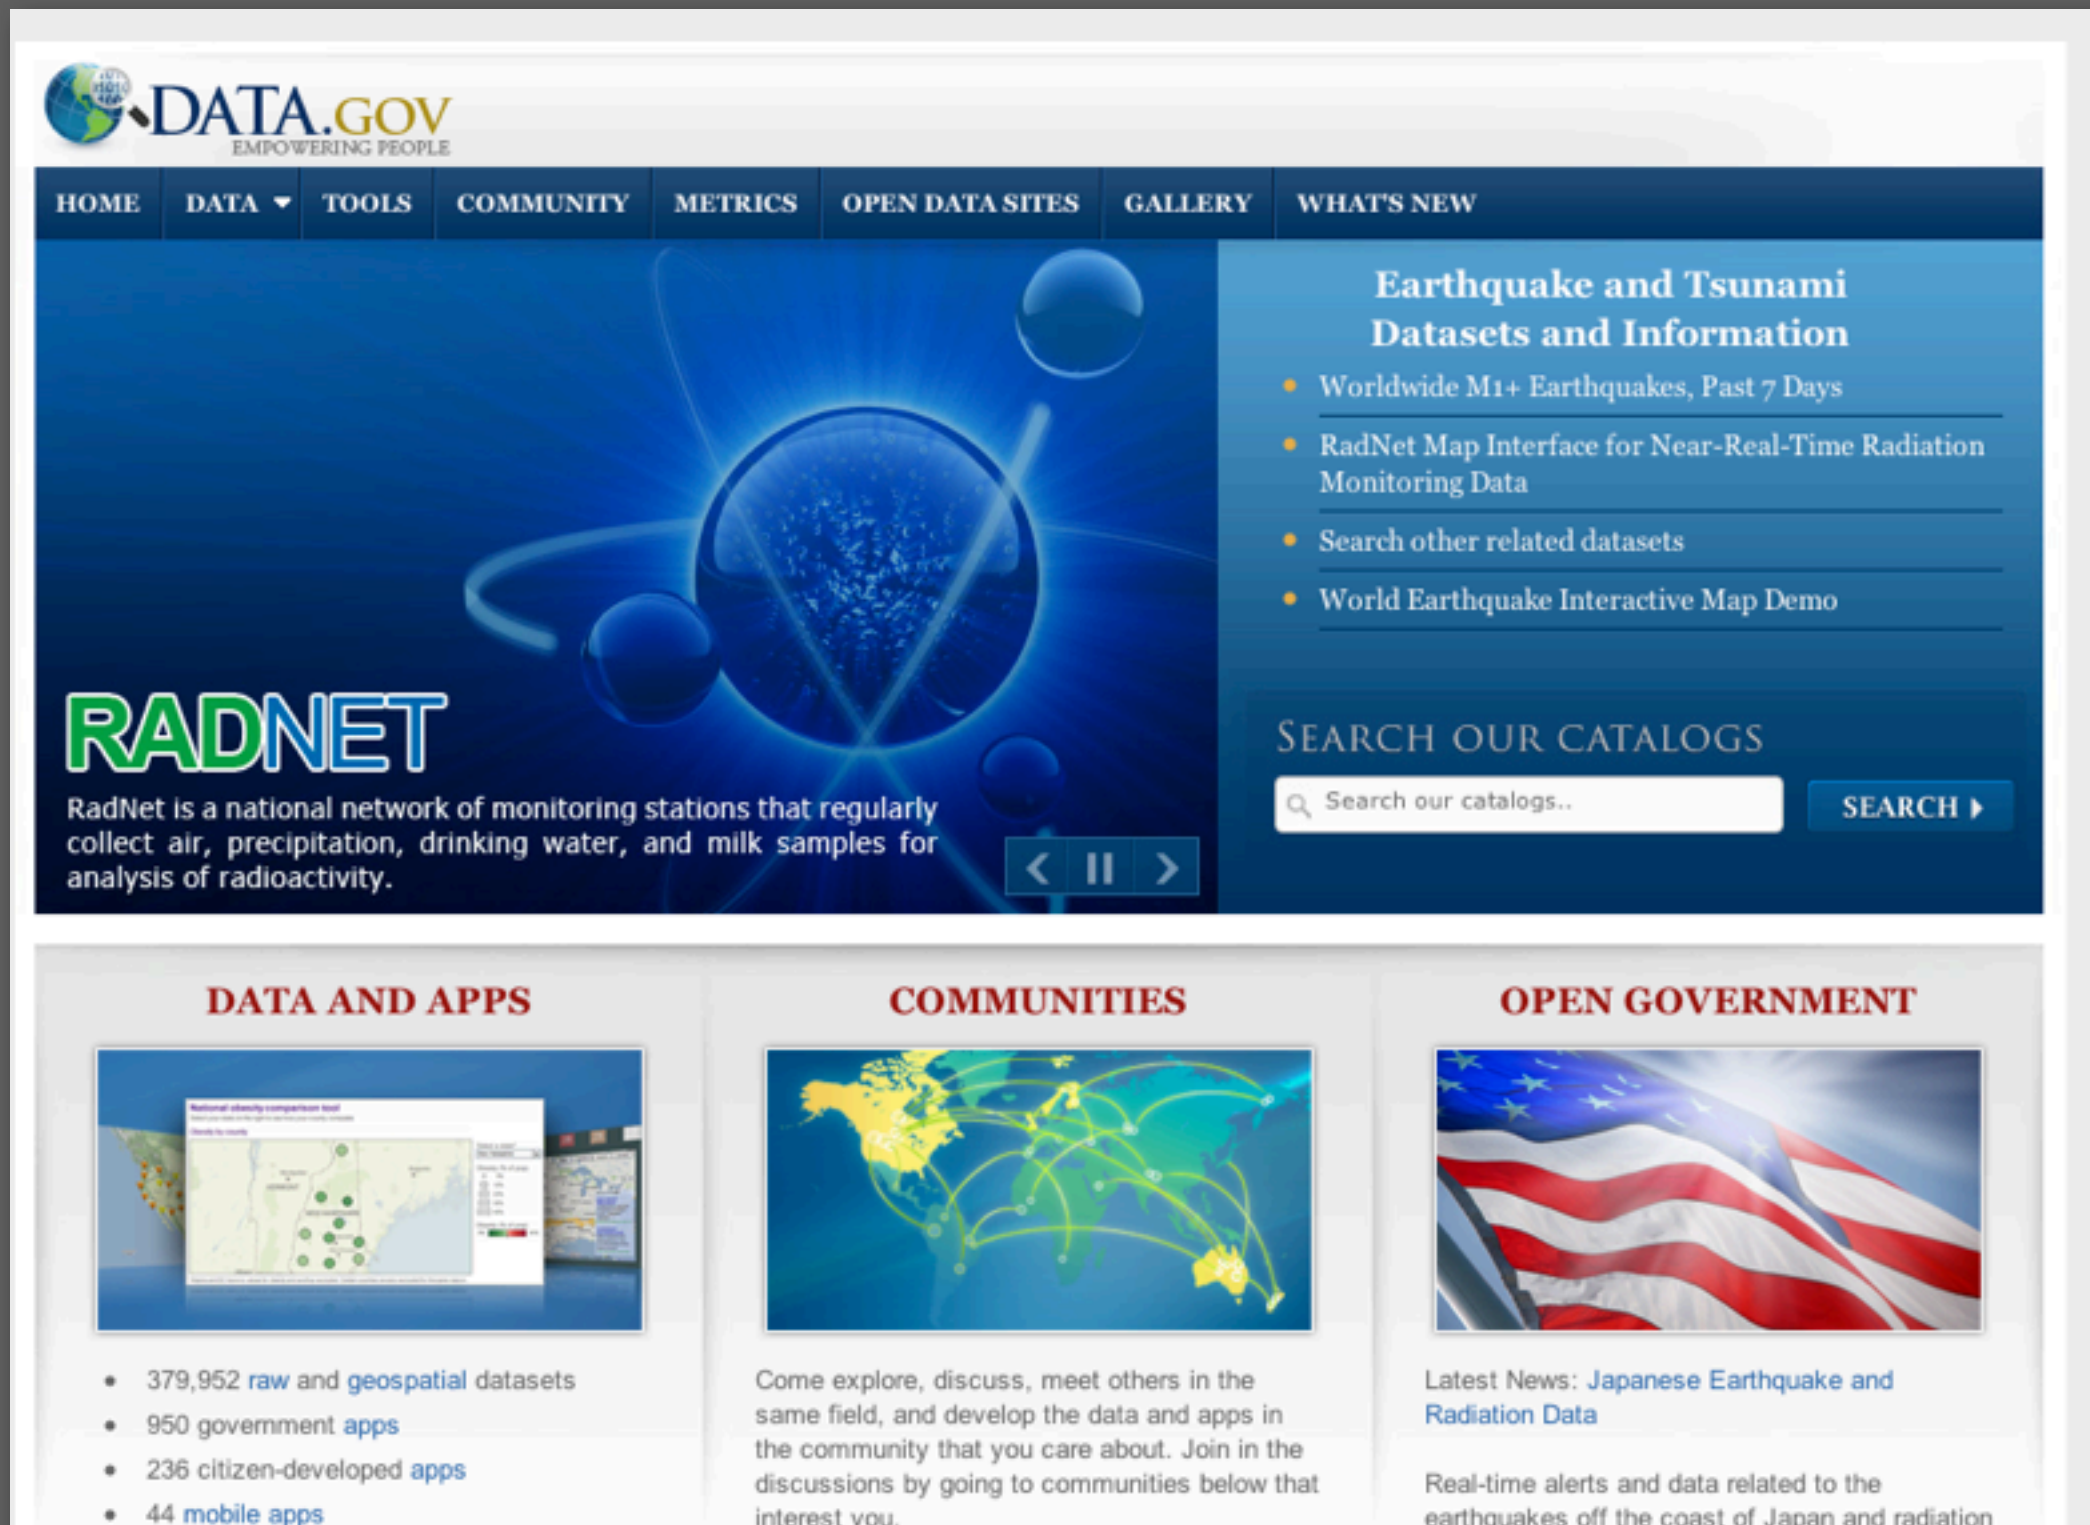 DATA.GOV
EMPOWERING PEOPLE
HOME DATA TOOLS COMMUNITY METRICS OPEN DATA SITES GALLERY WHAT'S NEW
RADNET
RadNet is a national network of monitoring stations that regularly
collect air, precipitation, drinking water, and milk samples for
analysis of radioactivity.
Earthquake and Tsunami
Datasets and Information
Worldwide M1+ Earthquakes, Past 7 Days
RadNet Map Interface for Near-Real-Time Radiation
Monitoring Data
Search other related datasets
World Earthquake Interactive Map Demo
SEARCH OUR CATALOGS
Search our catalogs..
SEARCH
DATA AND APPS
National obesity comparison tool
Obesity by county
379,952 raw and geospatial datasets
950 government apps
236 citizen-developed apps
44 mobile apps
COMMUNITIES
Come explore, discuss, meet others in the
same field, and develop the data and apps in
the community that you care about. Join in the
discussions by going to communities below that
interest you.
OPEN GOVERNMENT
Latest News: Japanese Earthquake and
Radiation Data
Real-time alerts and data related to the
earthquakes off the coast of Japan and radiation